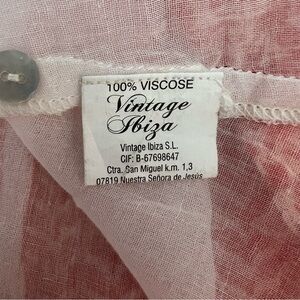 100% VISCOSE
Vintage
Ibiza
Vintage Ibiza S.L.
CIF: B-67698647
Ctra. San Miguel k.m. 1,3
07819 Nuestra Señora de Jesús